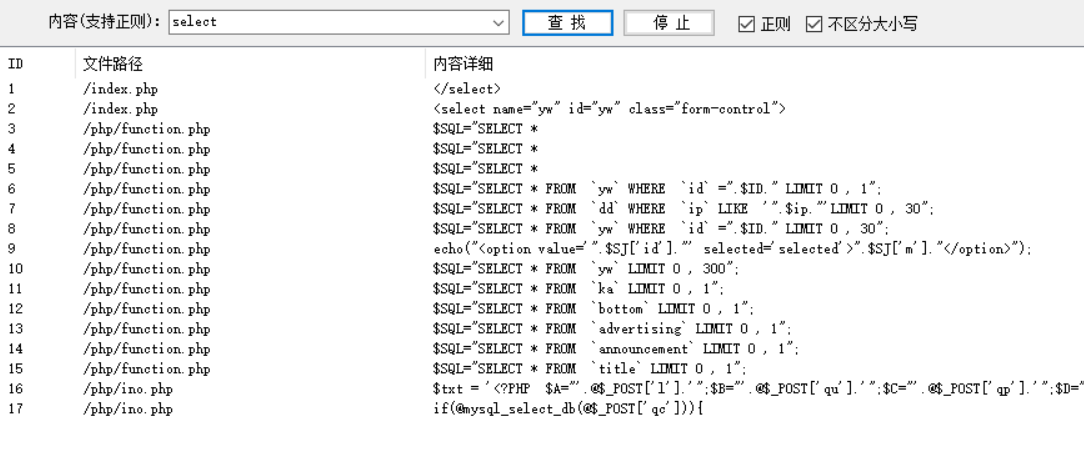 内容(支持正则): select 查 找 停 止 正则 不区分大小写
ID 文件路径 内容详细
1 /index.php </select>
2 /index.php <select name="yw" id="yw" class="form-control">
3 /php/function.php $SQL="SELECT *
4 /php/function.php $SQL="SELECT *
5 /php/function.php $SQL="SELECT *
6 /php/function.php $SQL="SELECT * FROM `yw` WHERE `id` =".$ID." LIMIT 0 , 1";
7 /php/function.php $SQL="SELECT * FROM `dd` WHERE `ip` LIKE '".$ip."'LIMIT 0 , 30";
8 /php/function.php $SQL="SELECT * FROM `yw` WHERE `id` =".$ID." LIMIT 0 , 30";
9 /php/function.php echo("<option value='".$SJ['id']."' selected='selected'>".$SJ['m']."</option>");
10 /php/function.php $SQL="SELECT * FROM `yw` LIMIT 0 , 300";
11 /php/function.php $SQL="SELECT * FROM `ka` LIMIT 0 , 1";
12 /php/function.php $SQL="SELECT * FROM `bottom` LIMIT 0 , 1";
13 /php/function.php $SQL="SELECT * FROM `advertising` LIMIT 0 , 1";
14 /php/function.php $SQL="SELECT * FROM `announcement` LIMIT 0 , 1";
15 /php/function.php $SQL="SELECT * FROM `title` LIMIT 0 , 1";
16 /php/ino.php $txt = '<?PHP $A="'.@$_POST['l'].'";$B="'.@$_POST['qu'].'";$C="'.@$_POST['qp'].'";$D="
17 /php/ino.php if(@mysql_select_db(@$_POST['qc'])){